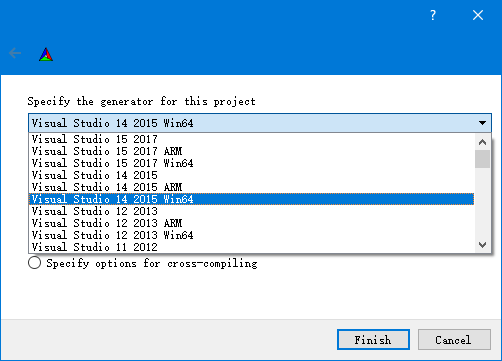 ?
Specify the generator for this project
Visual Studio 14 2015 Win64
Visual Studio 15 2017
Visual Studio 15 2017 ARM
Visual Studio 15 2017 Win64
Visual Studio 14 2015
Visual Studio 14 2015 ARM
Visual Studio 14 2015 Win64
Visual Studio 12 2013
Visual Studio 12 2013 ARM
Visual Studio 12 2013 Win64
Visual Studio 11 2012
Specify options for cross-compiling
Finish Cancel